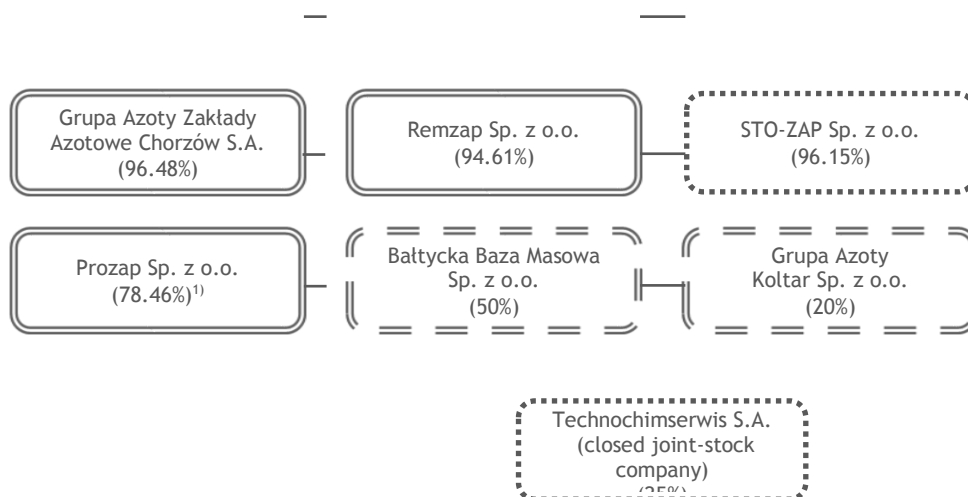 Grupa Azoty Zakłady
Azotowe Chorzów S.A.
(96.48%)
Remzap Sp. z o.o.
(94.61%)
STO-ZAP Sp. z o.o.
(96.15%)
Prozap Sp. z o.o.
(78.46%)1)
Bałtycka Baza Masowa
Sp. z o.o.
(50%)
Grupa Azoty
Koltar Sp. z o.o.
(20%)
Technochimserwis S.A.
(closed joint-stock
company)